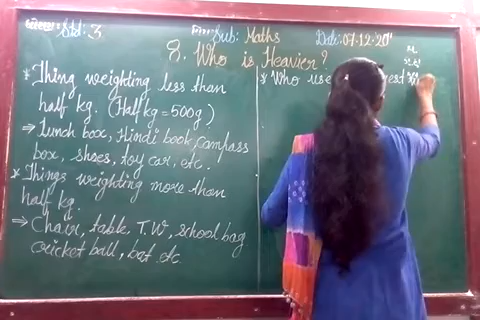 Std: 3
Sub: Maths
Date: 07-12-20"
8. Who is Heavier?
* Thing weighting less than
half kg. (Half kg = 500g)
⇒ Lunch box, Hindi book, compass
box, shoes, toy car, etc.
* Things weighting more than
half kg.
⇒ Chair, table, T.W, school bag
cricket ball, bat. etc
* Who use